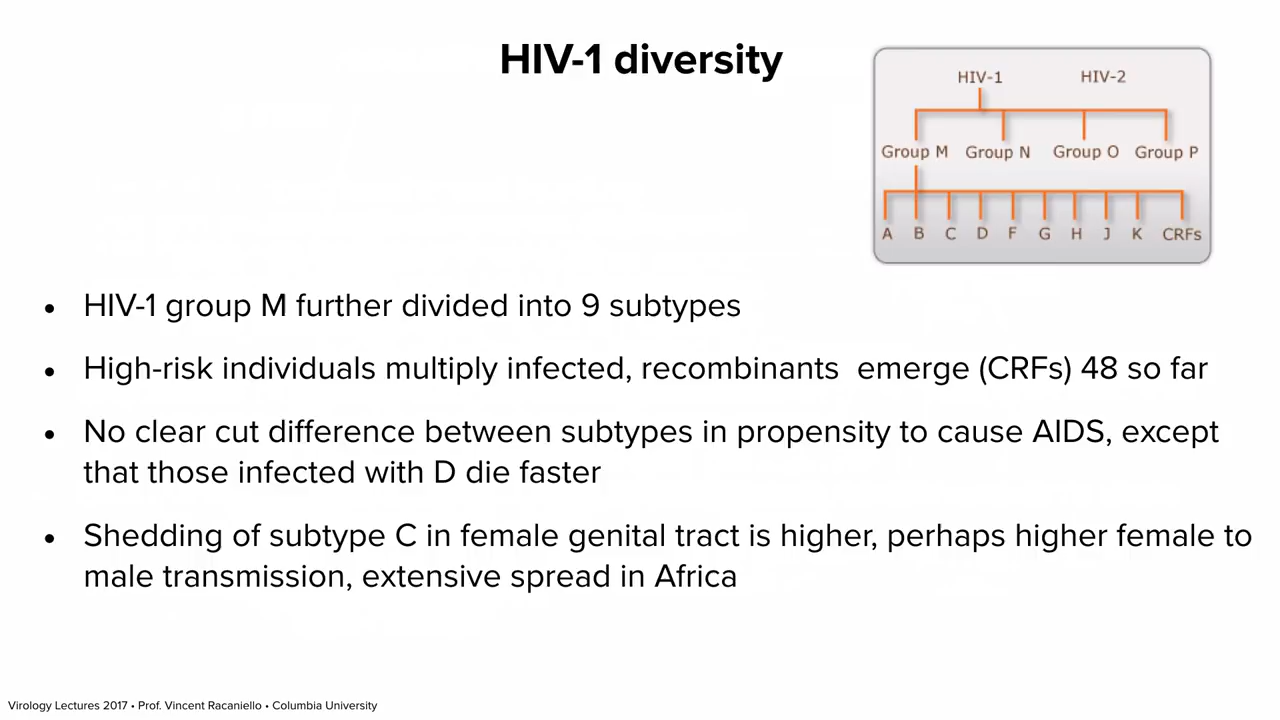 HIV-1 diversity
HIV-1 HIV-2
Group M Group N Group O Group P
A B C D F G H J K CRFs
• HIV-1 group M further divided into 9 subtypes
• High-risk individuals multiply infected, recombinants  emerge (CRFs) 48 so far
• No clear cut difference between subtypes in propensity to cause AIDS, except
that those infected with D die faster
• Shedding of subtype C in female genital tract is higher, perhaps higher female to
male transmission, extensive spread in Africa
Virology Lectures 2017 • Prof. Vincent Racaniello • Columbia University